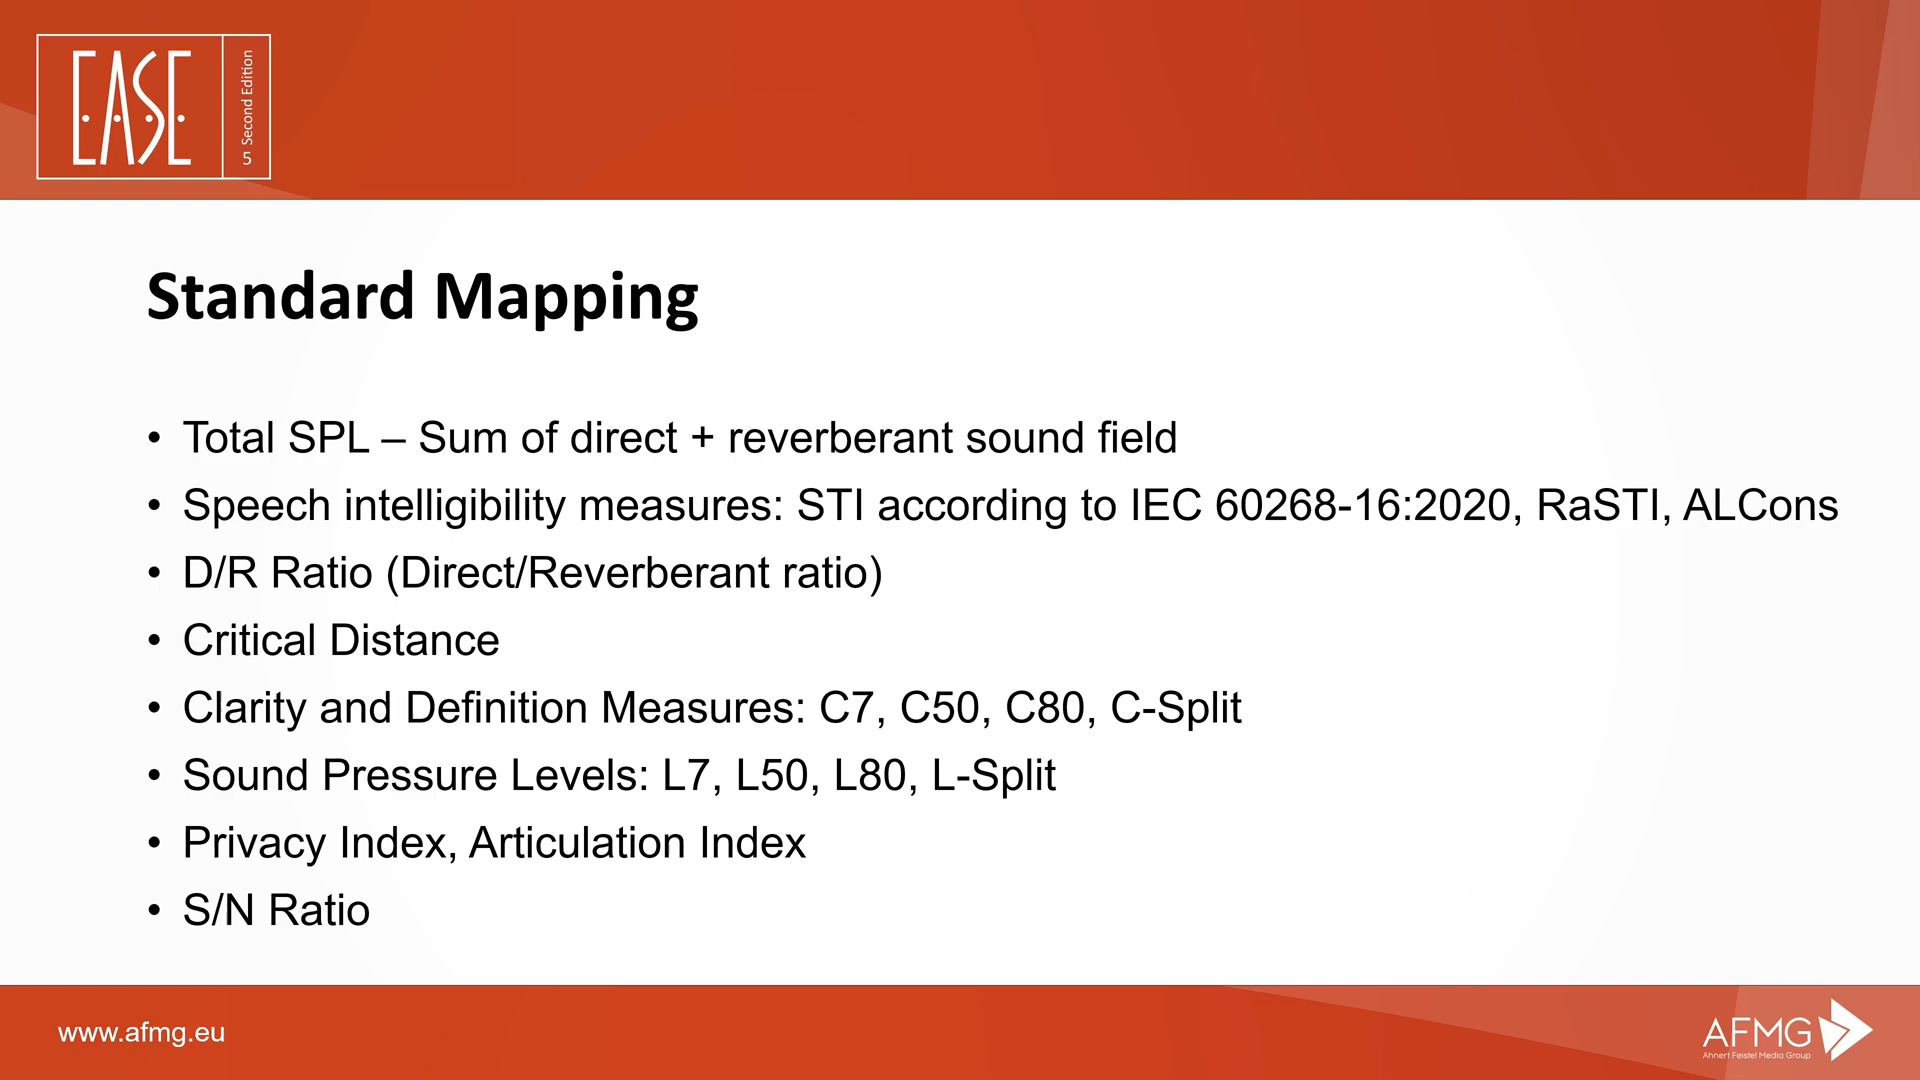 EASE
5 Second Edition
Standard Mapping
• Total SPL – Sum of direct + reverberant sound field
• Speech intelligibility measures: STI according to IEC 60268-16:2020, RaSTI, ALCons
• D/R Ratio (Direct/Reverberant ratio)
• Critical Distance
• Clarity and Definition Measures: C7, C50, C80, C-Split
• Sound Pressure Levels: L7, L50, L80, L-Split
• Privacy Index, Articulation Index
• S/N Ratio
www.afmg.eu
AFMG
Ahnert Feistel Media Group